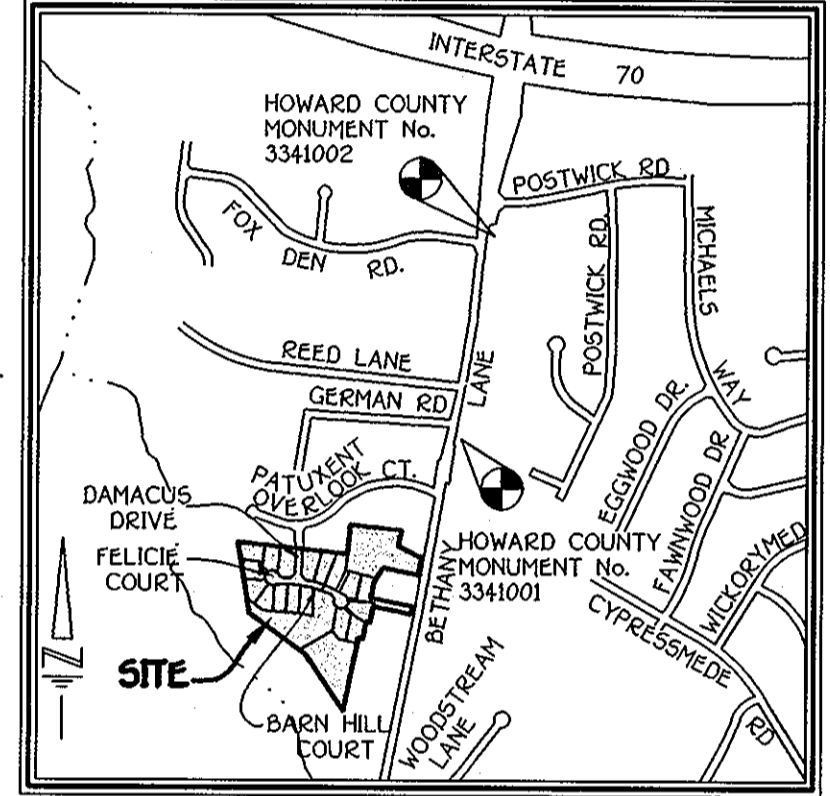 INTERSTATE 70
HOWARD COUNTY
MONUMENT No.
3341002
POSTWICK RD
FOX DEN RD.
POSTWICK RD.
MICHAELS WAY
REED LANE
GERMAN RD
BETHANY LANE
EGGWOOD DR.
FAWNWOOD DR
PATUXENT
OVERLOOK CT.
DAMACUS
DRIVE
FELICIE
COURT
HOWARD COUNTY
MONUMENT No.
3341001
WICKORYMED
CYPRESSMEDE RD
SITE
BARN HILL
COURT
WOODSTREAM
LANE
N